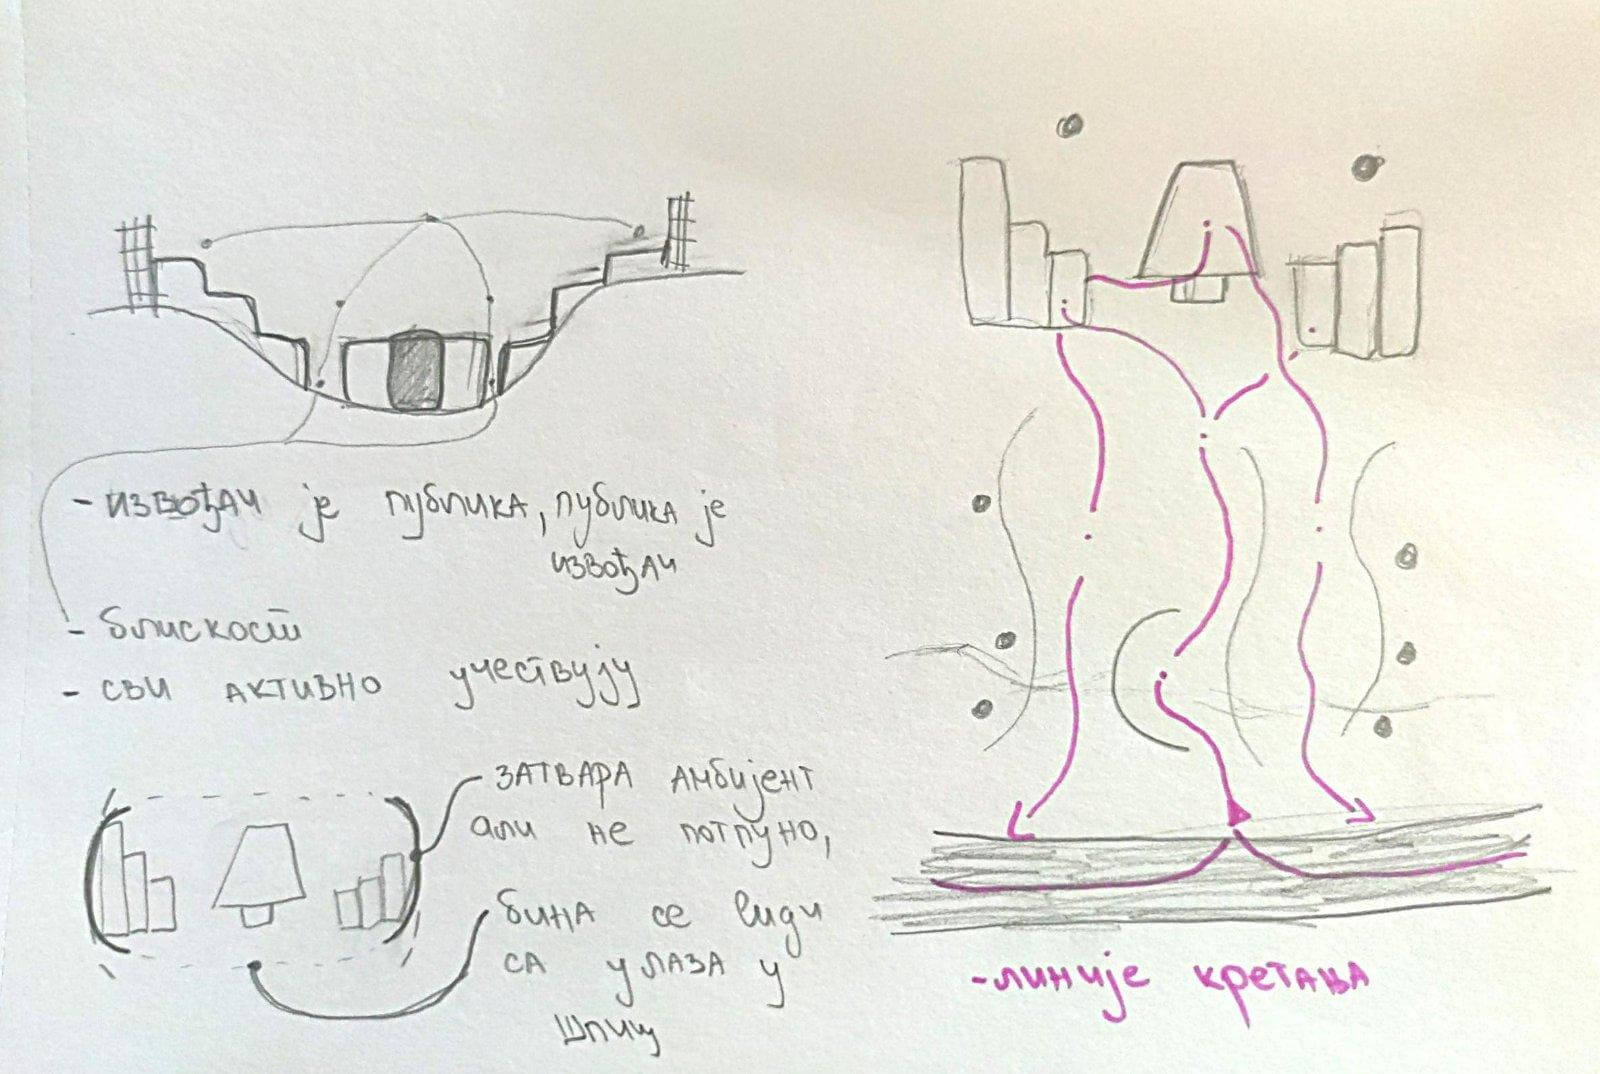 - извођач је публика, публика је
извођач
- блискост
- сви активно учествују
затвара амбијент
али не потпуно,
бина се види
са улаза у
шпиц
- линије кретања